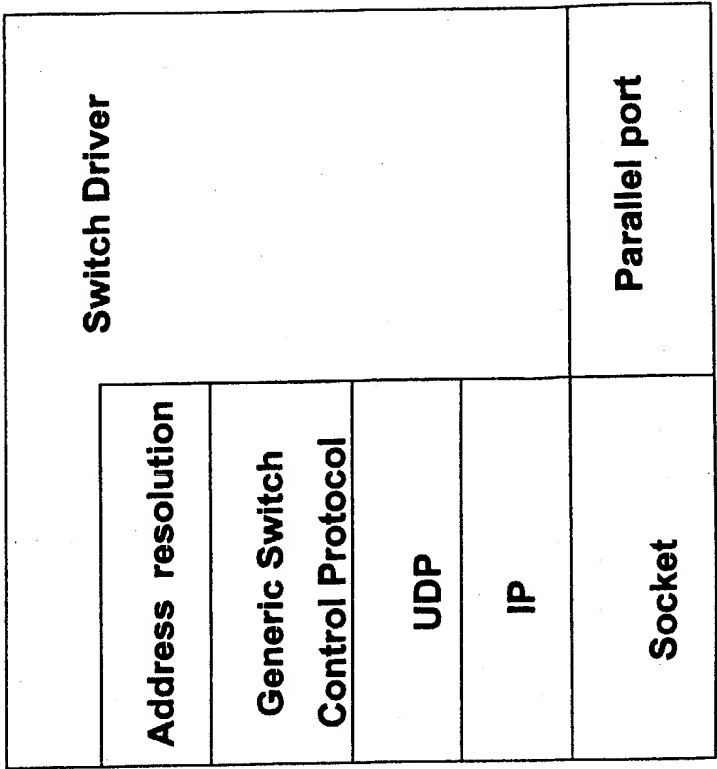 Switch Driver
Address resolution
Generic Switch
Control Protocol
UDP
IP
Socket
Parallel port